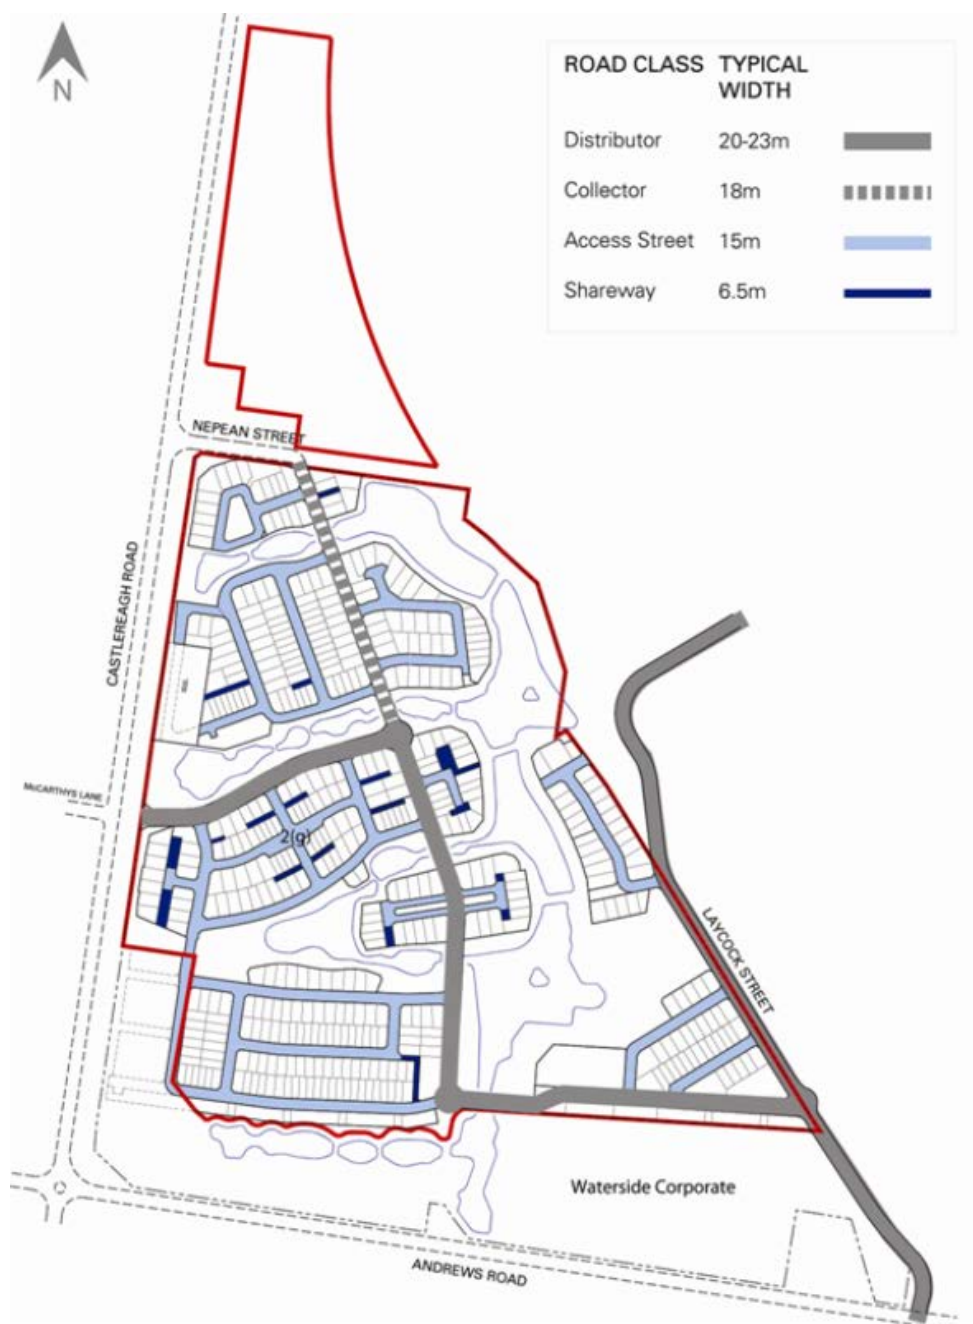 N
ROAD CLASS TYPICAL WIDTH
Distributor 20-23m
Collector 18m
Access Street 15m
Shareway 6.5m
NEPEAN STREET
CASTLEREAGH ROAD
McCARTHYS LANE
2(g)
LAYCOCK STREET
Waterside Corporate
ANDREWS ROAD